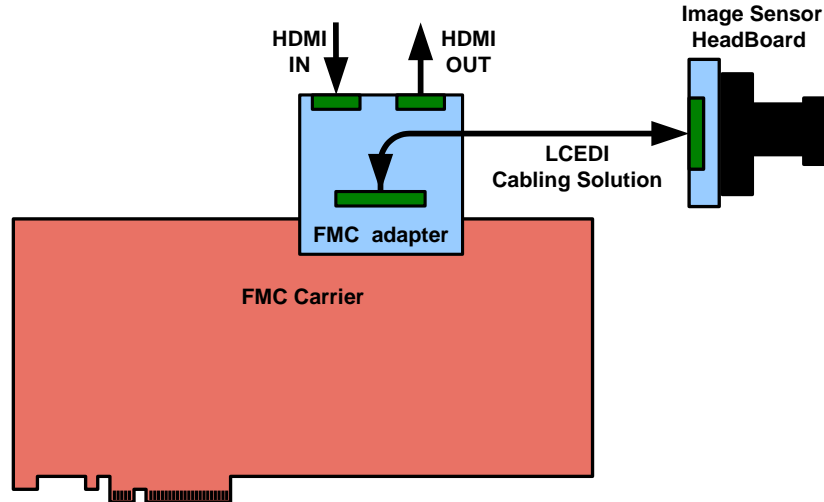 Image Sensor
HeadBoard
HDMI
IN
HDMI
OUT
LCEDI
Cabling Solution
FMC adapter
FMC Carrier